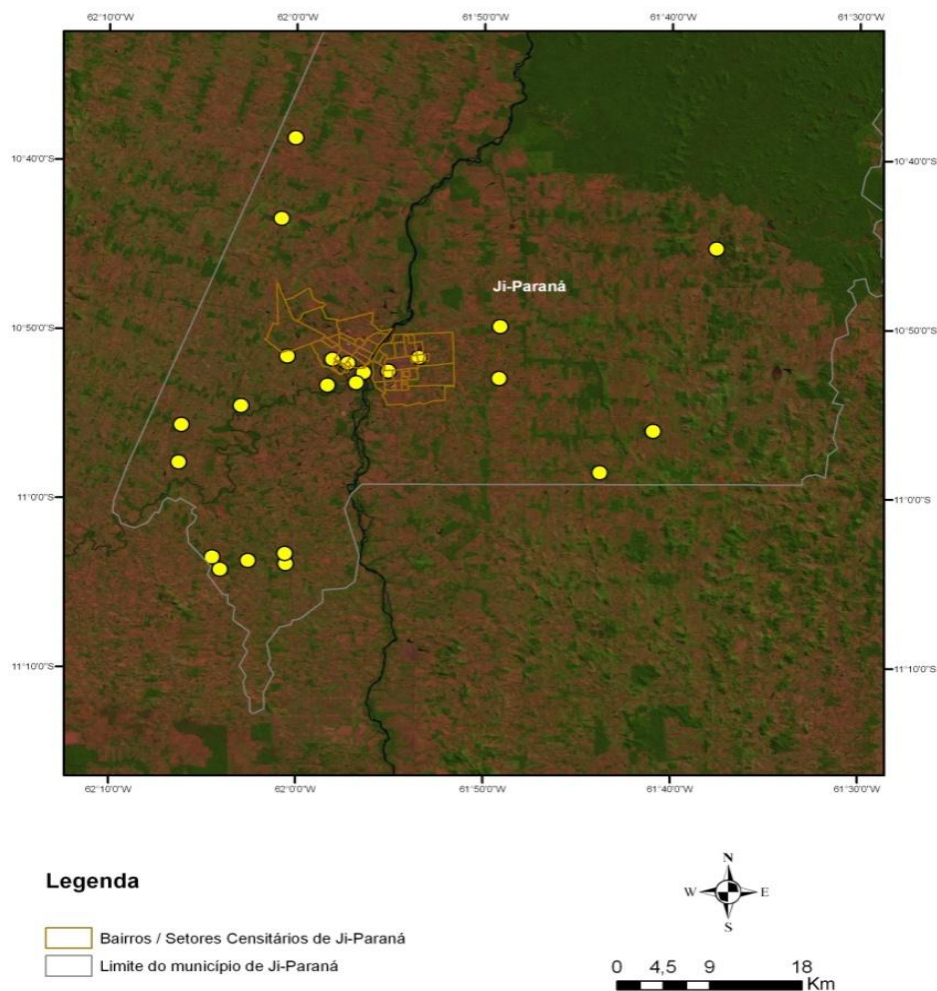 62°10'0"W 62°0'0"W 61°50'0"W 61°40'0"W 61°30'0"W
10°40'0"S 10°40'0"S
Ji-Paraná
10°50'0"S 10°50'0"S
11°0'0"S 11°0'0"S
11°10'0"S 11°10'0"S
62°10'0"W 62°0'0"W 61°50'0"W 61°40'0"W 61°30'0"W
Legenda
N
W E
S
Bairros / Setores Censitários de Ji-Paraná
Limite do município de Ji-Paraná
0 4,5 9 18
Km